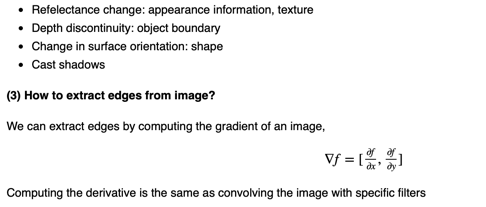 • Refelectance change: appearance information, texture
• Depth discontinuity: object boundary
• Change in surface orientation: shape
• Cast shadows
(3) How to extract edges from image?
We can extract edges by computing the gradient of an image,
∇f = [∂f/∂x, ∂f/∂y]
Computing the derivative is the same as convolving the image with specific filters